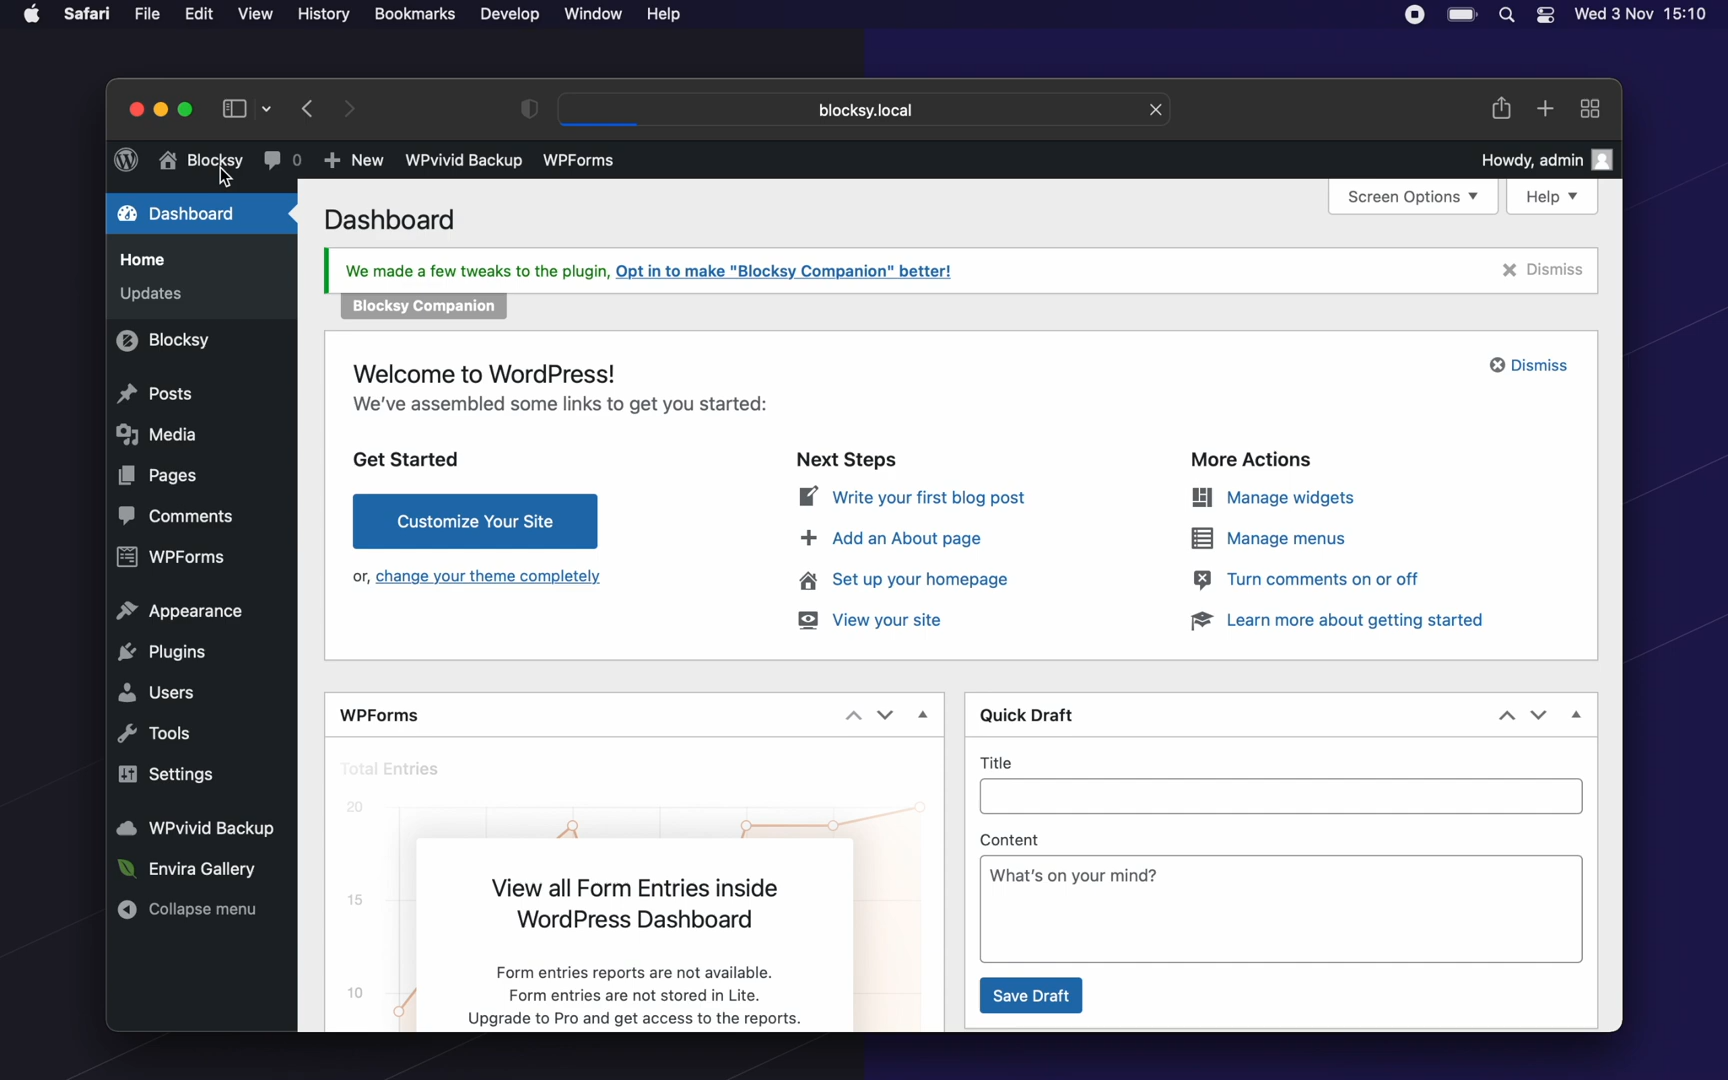 Safari File Edit View History Bookmarks Develop Window Help Wed 3 Nov 15:10
blocksy.local
Blocksy 0 New WPvivid Backup WPForms Howdy, admin
Dashboard
Home
Updates
Blocksy
Posts
Media
Pages
Comments
WPForms
Appearance
Plugins
Users
Tools
Settings
WPvivid Backup
Envira Gallery
Collapse menu
Screen Options Help
Dashboard
We made a few tweaks to the plugin, Opt in to make "Blocksy Companion" better! Dismiss
Blocksy Companion
Welcome to WordPress! Dismiss
We've assembled some links to get you started:
Get Started
Customize Your Site
or, change your theme completely
Next Steps
Write your first blog post
Add an About page
Set up your homepage
View your site
More Actions
Manage widgets
Manage menus
Turn comments on or off
Learn more about getting started
WPForms
Total Entries
20
15
10
View all Form Entries inside
WordPress Dashboard
Form entries reports are not available.
Form entries are not stored in Lite.
Upgrade to Pro and get access to the reports.
Quick Draft
Title
Content
What's on your mind?
Save Draft